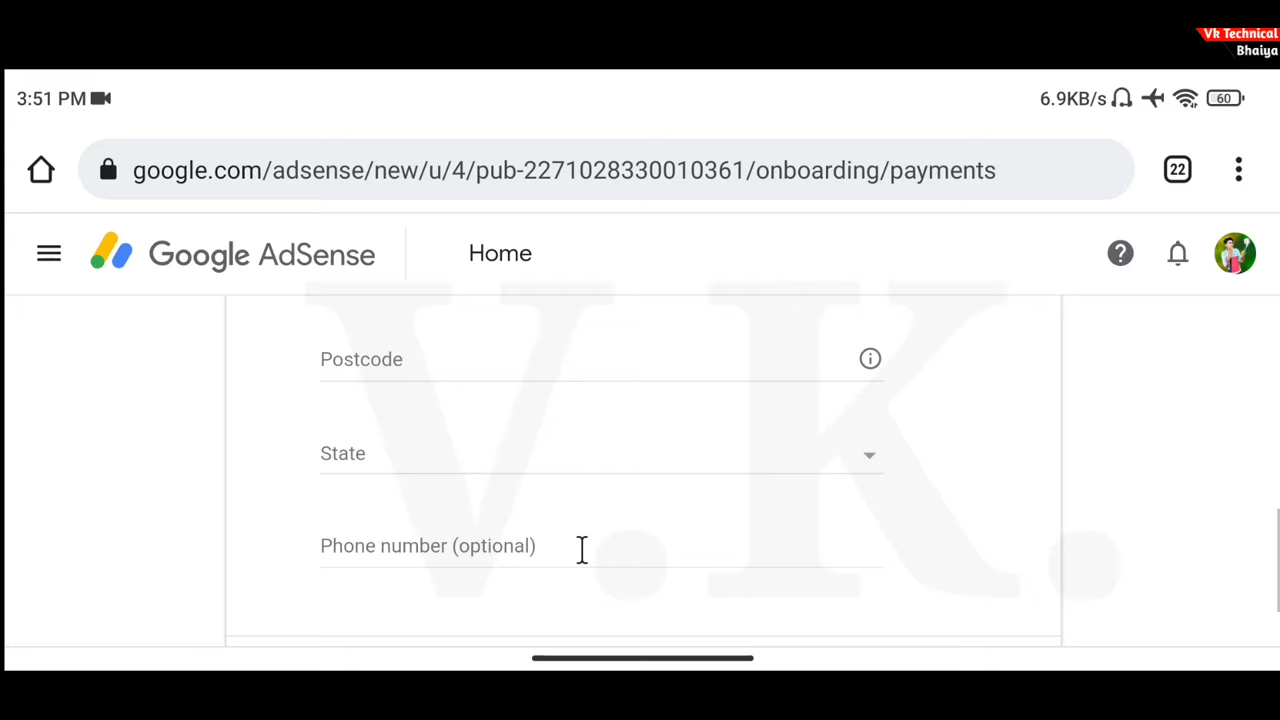 Vk Technical
Bhaiya
3:51 PM
6.9KB/s
60
google.com/adsense/new/u/4/pub-2271028330010361/onboarding/payments
22
Google AdSense
Home
V.K.
Postcode
State
Phone number (optional)